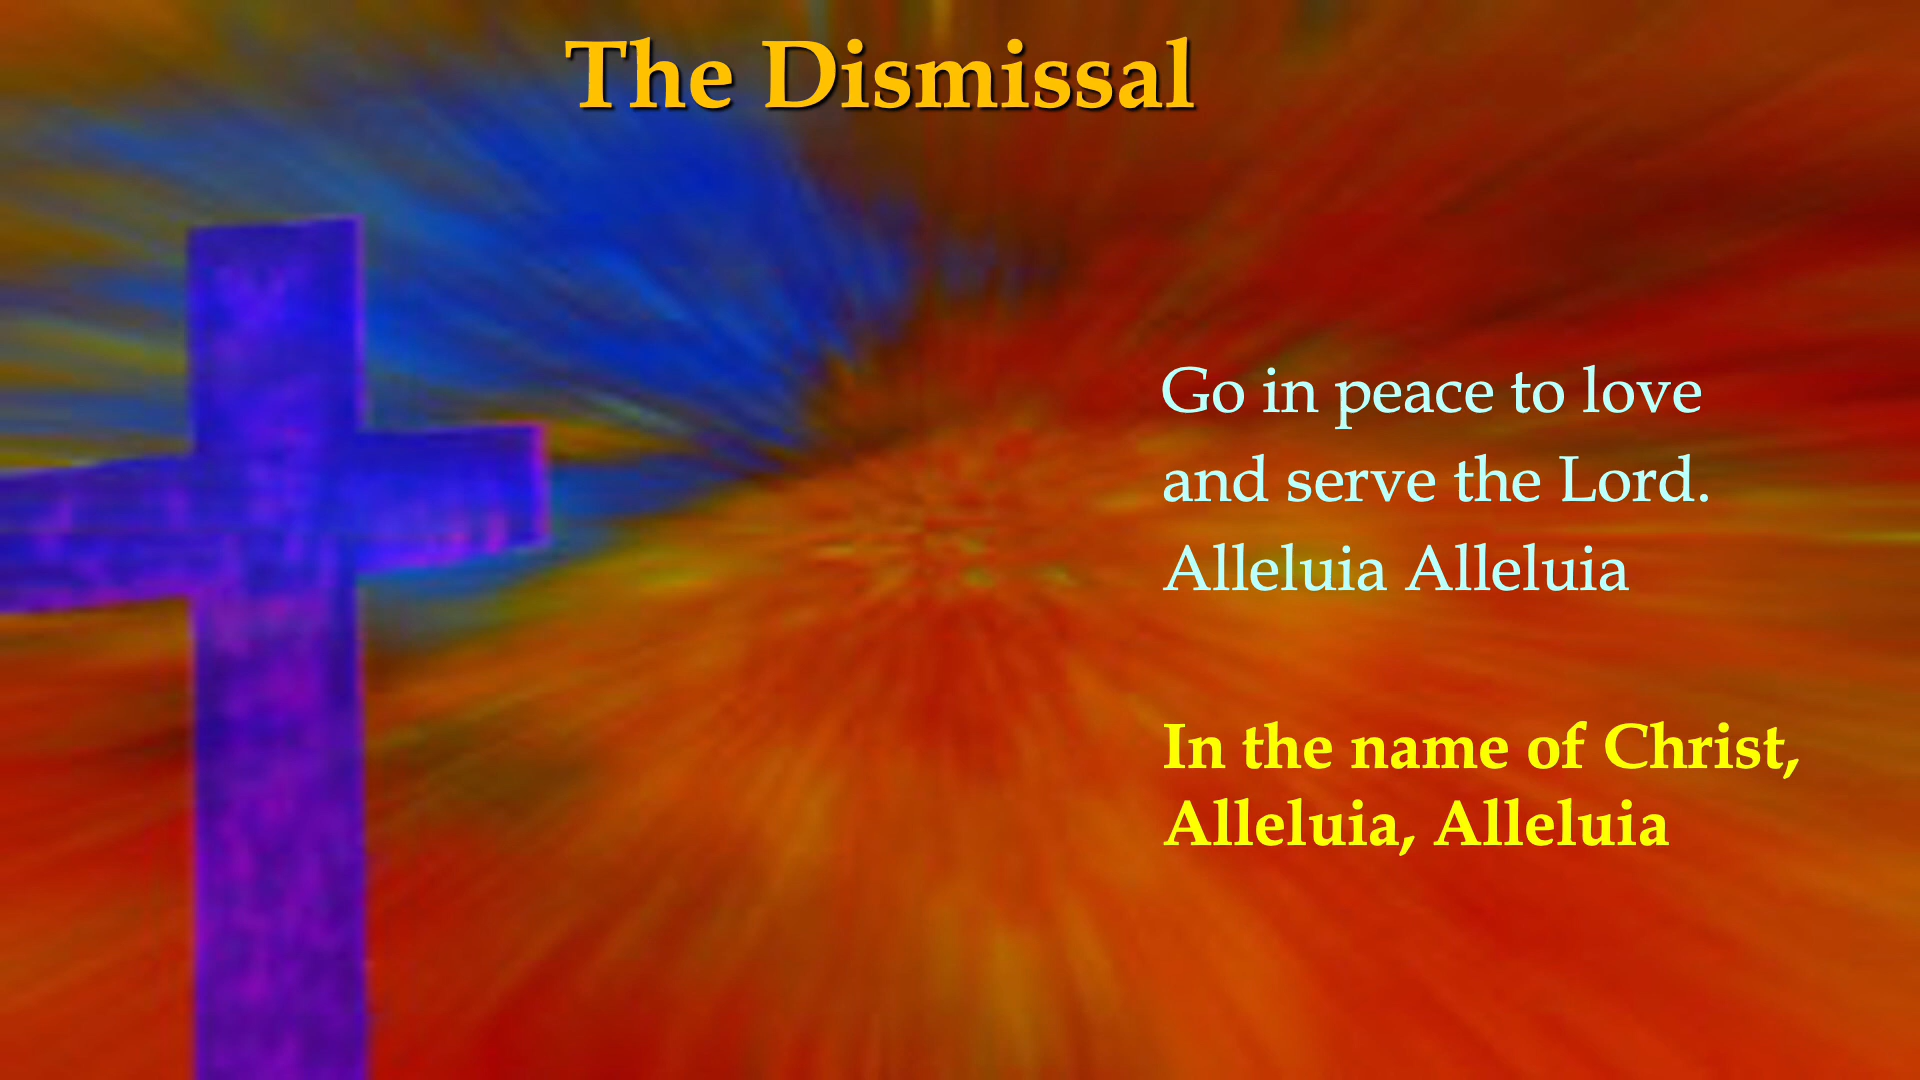 The Dismissal
Go in peace to love
and serve the Lord.
Alleluia Alleluia
In the name of Christ,
Alleluia, Alleluia